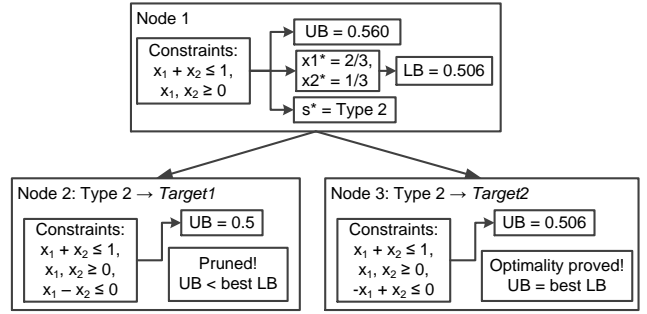 Node 1
Constraints:
x₁ + x₂ ≤ 1,
x₁, x₂ ≥ 0
UB = 0.560
x1* = 2/3,
x2* = 1/3
LB = 0.506
s* = Type 2
Node 2: Type 2 → Target1
Constraints:
x₁ + x₂ ≤ 1,
x₁, x₂ ≥ 0,
x₁ – x₂ ≤ 0
UB = 0.5
Pruned!
UB < best LB
Node 3: Type 2 → Target2
Constraints:
x₁ + x₂ ≤ 1,
x₁, x₂ ≥ 0,
-x₁ + x₂ ≤ 0
UB = 0.506
Optimality proved!
UB = best LB